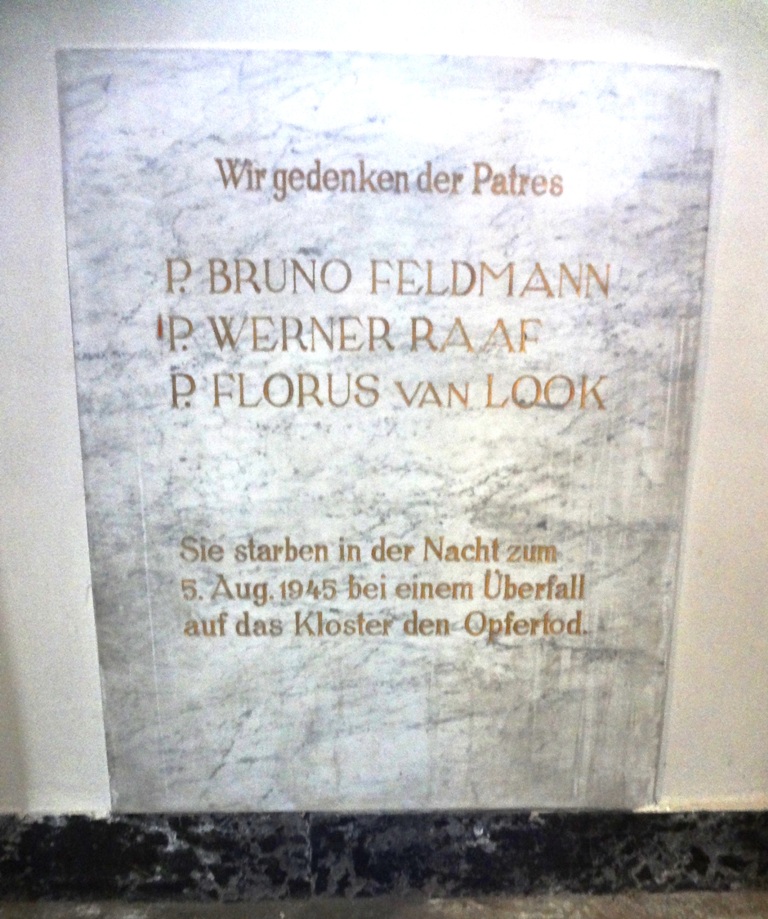 Wir gedenken der Patres
P. BRUNO FELDMANN
P. WERNER RAAF
P. FLORUS VAN LOOK
Sie starben in der Nacht zum
5. Aug. 1945 bei einem Überfall
auf das Kloster den Opfertod.